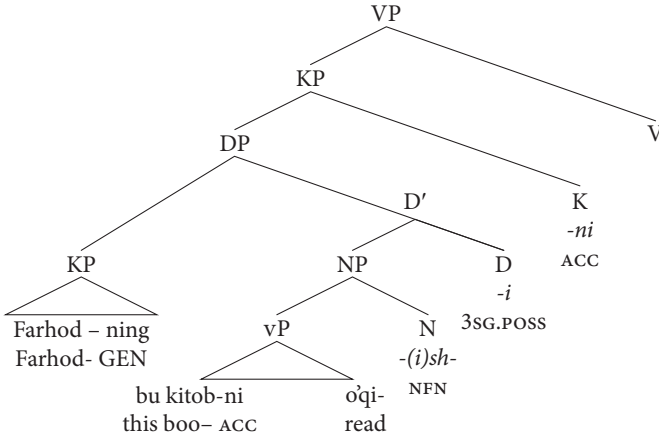 VP
KP V
DP
D′ K
-ni
KP NP D ACC
-i
Farhod – ning vP N 3SG.POSS
Farhod- GEN -(i)sh-
NFN
bu kitob-ni o'qi-
this boo– ACC read